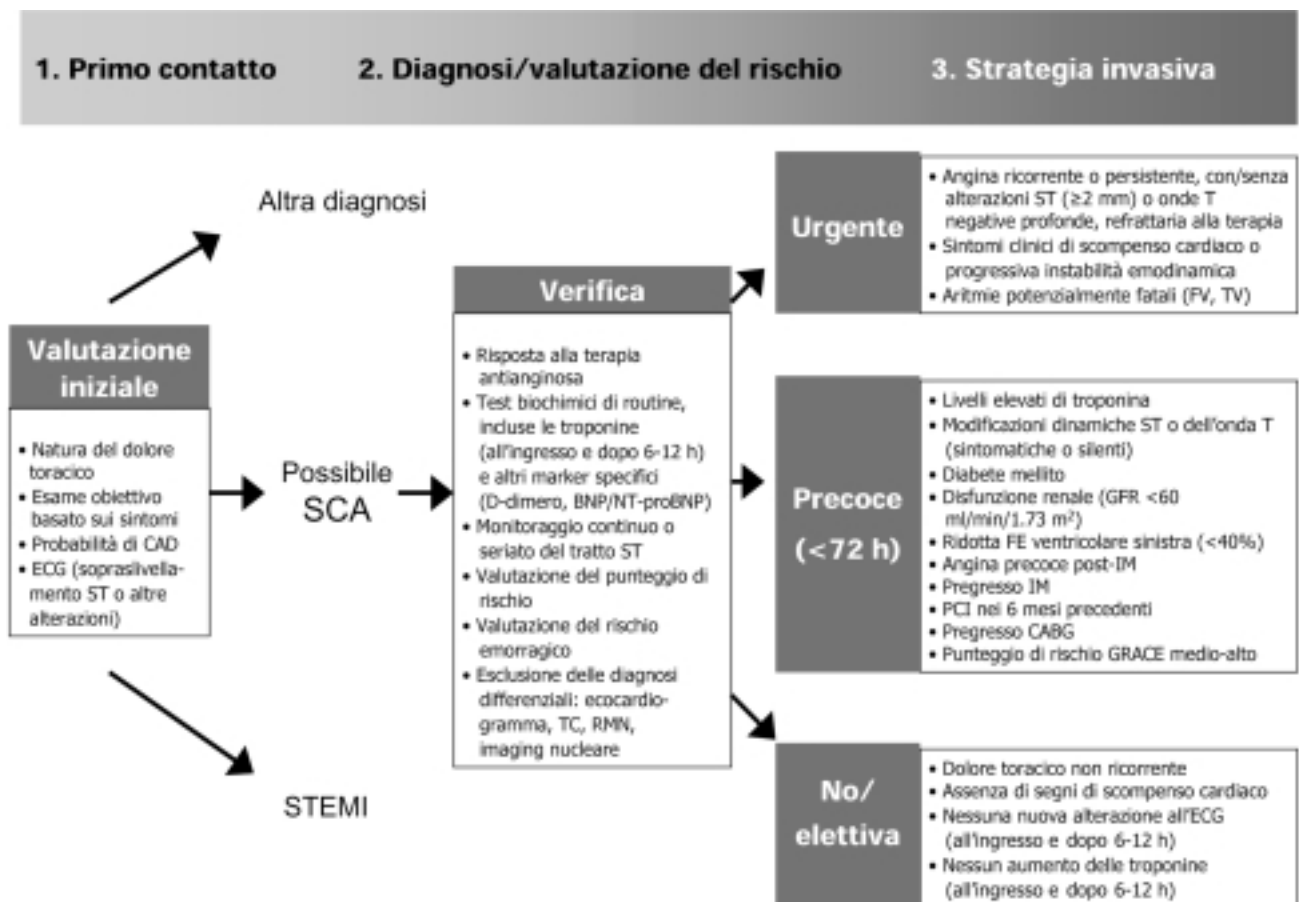 1. Primo contatto
2. Diagnosi/valutazione del rischio
3. Strategia invasiva
Altra diagnosi
Valutazione
iniziale
• Natura del dolore
toracico
• Esame obiettivo
basato sui sintomi
• Probabilità di CAD
• ECG (sopraslivella-
mento ST o altre
alterazioni)
Possibile
SCA
STEMI
Verifica
• Risposta alla terapia
antianginosa
• Test biochimici di routine,
incluse le troponine
(all'ingresso e dopo 6-12 h)
e altri marker specifici
(D-dimero, BNP/NT-proBNP)
• Monitoraggio continuo o
seriato del tratto ST
• Valutazione del punteggio di
rischio
• Valutazione del rischio
emorragico
• Esclusione delle diagnosi
differenziali: ecocardio-
gramma, TC, RMN,
imaging nucleare
Urgente
• Angina ricorrente o persistente, con/senza
alterazioni ST (≥2 mm) o onde T
negative profonde, refrattaria alla terapia
• Sintomi clinici di scompenso cardiaco o
progressiva instabilità emodinamica
• Aritmie potenzialmente fatali (FV, TV)
Precoce
(<72 h)
• Livelli elevati di troponina
• Modificazioni dinamiche ST o dell'onda T
(sintomatiche o silenti)
• Diabete mellito
• Disfunzione renale (GFR <60
ml/min/1.73 m²)
• Ridotta FE ventricolare sinistra (<40%)
• Angina precoce post-IM
• Pregresso IM
• PCI nei 6 mesi precedenti
• Pregresso CABG
• Punteggio di rischio GRACE medio-alto
No/
elettiva
• Dolore toracico non ricorrente
• Assenza di segni di scompenso cardiaco
• Nessuna nuova alterazione all'ECG
(all'ingresso e dopo 6-12 h)
• Nessun aumento delle troponine
(all'ingresso e dopo 6-12 h)